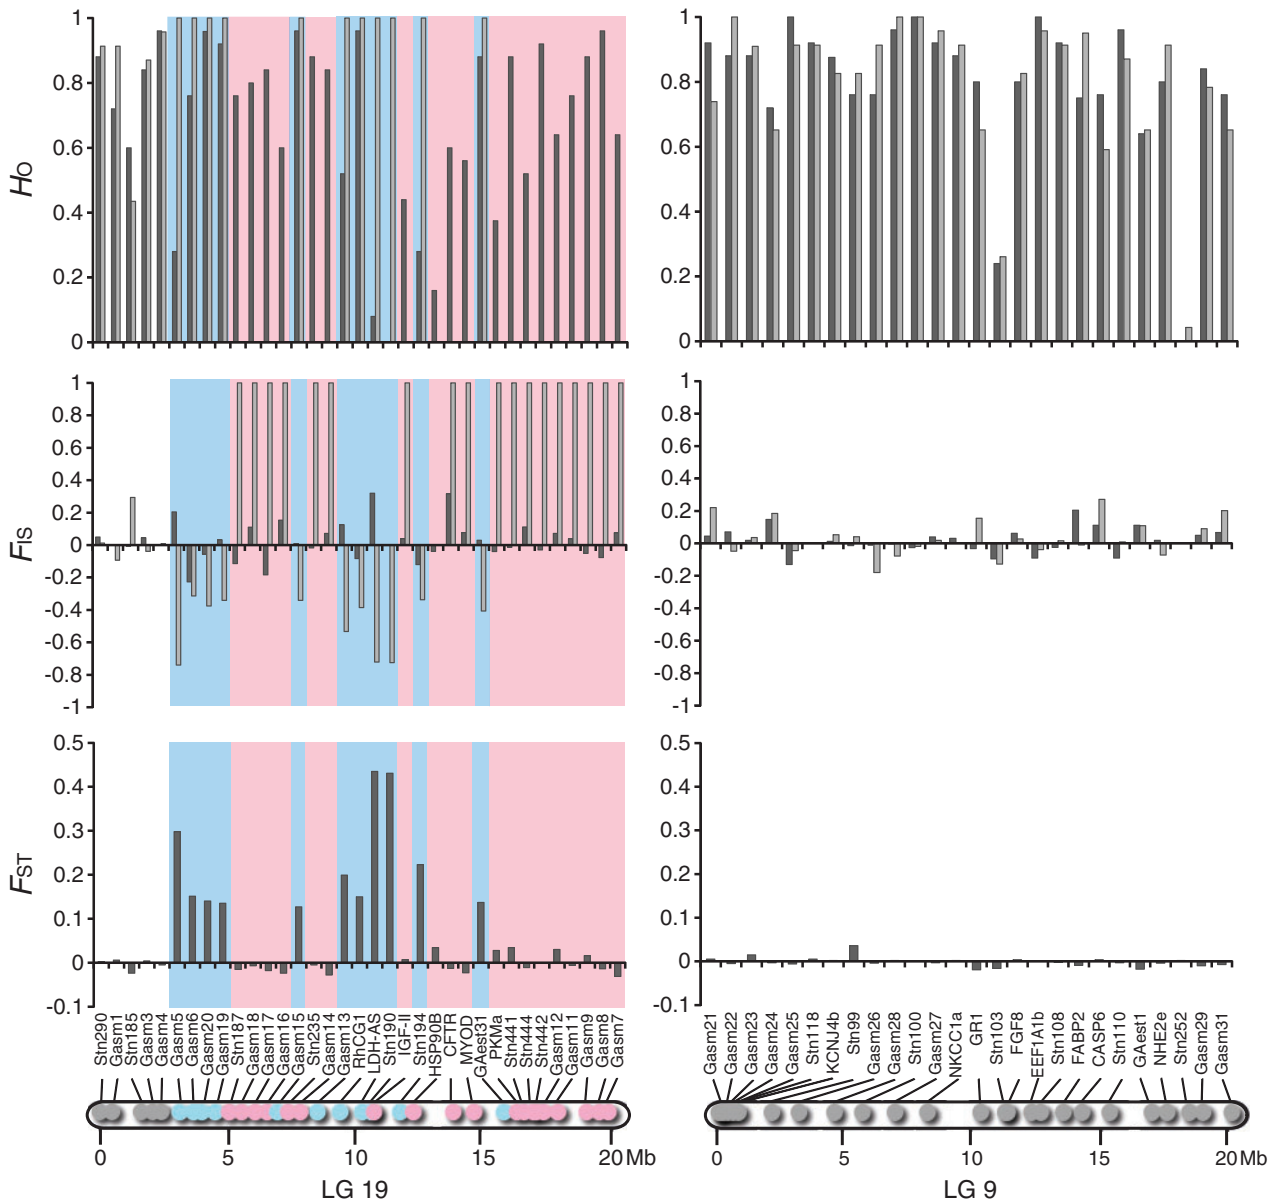 1
0.8
0.6
0.4
0.2
0
HO
1
0.8
0.6
0.4
0.2
0
1
0.8
0.6
0.4
0.2
0
-0.2
-0.4
-0.6
-0.8
-1
FIS
1
0.8
0.6
0.4
0.2
0
-0.2
-0.4
-0.6
-0.8
-1
0.5
0.4
0.3
0.2
0.1
0
-0.1
FST
0.5
0.4
0.3
0.2
0.1
0
-0.1
Stn290
Gasm1
Stn185
Gasm3
Gasm4
Gasm5
Gasm6
Gasm20
Gasm19
Stn187
Gasm18
Gasm17
Gasm16
Gasm15
Stn235
Gasm14
Gasm13
RhCG1
LDH-AS
Stn190
IGF-II
Stn194
HSP90B
CFTR
MYOD
GAest31
PKMa
Stn441
Stn444
Stn442
Gasm12
Gasm11
Gasm9
Gasm8
Gasm7
Gasm21
Gasm22
Gasm23
Gasm24
Gasm25
Stn118
KCNJ4b
Stn99
Gasm26
Gasm28
Stn100
Gasm27
NKCC1a
GR1
Stn103
FGF8
EEF1A1b
Stn108
FABP2
CASP6
Stn110
GAest1
NHE2e
Stn252
Gasm29
Gasm31
0 5 10 15 20 Mb
LG 19
0 5 10 15 20 Mb
LG 9